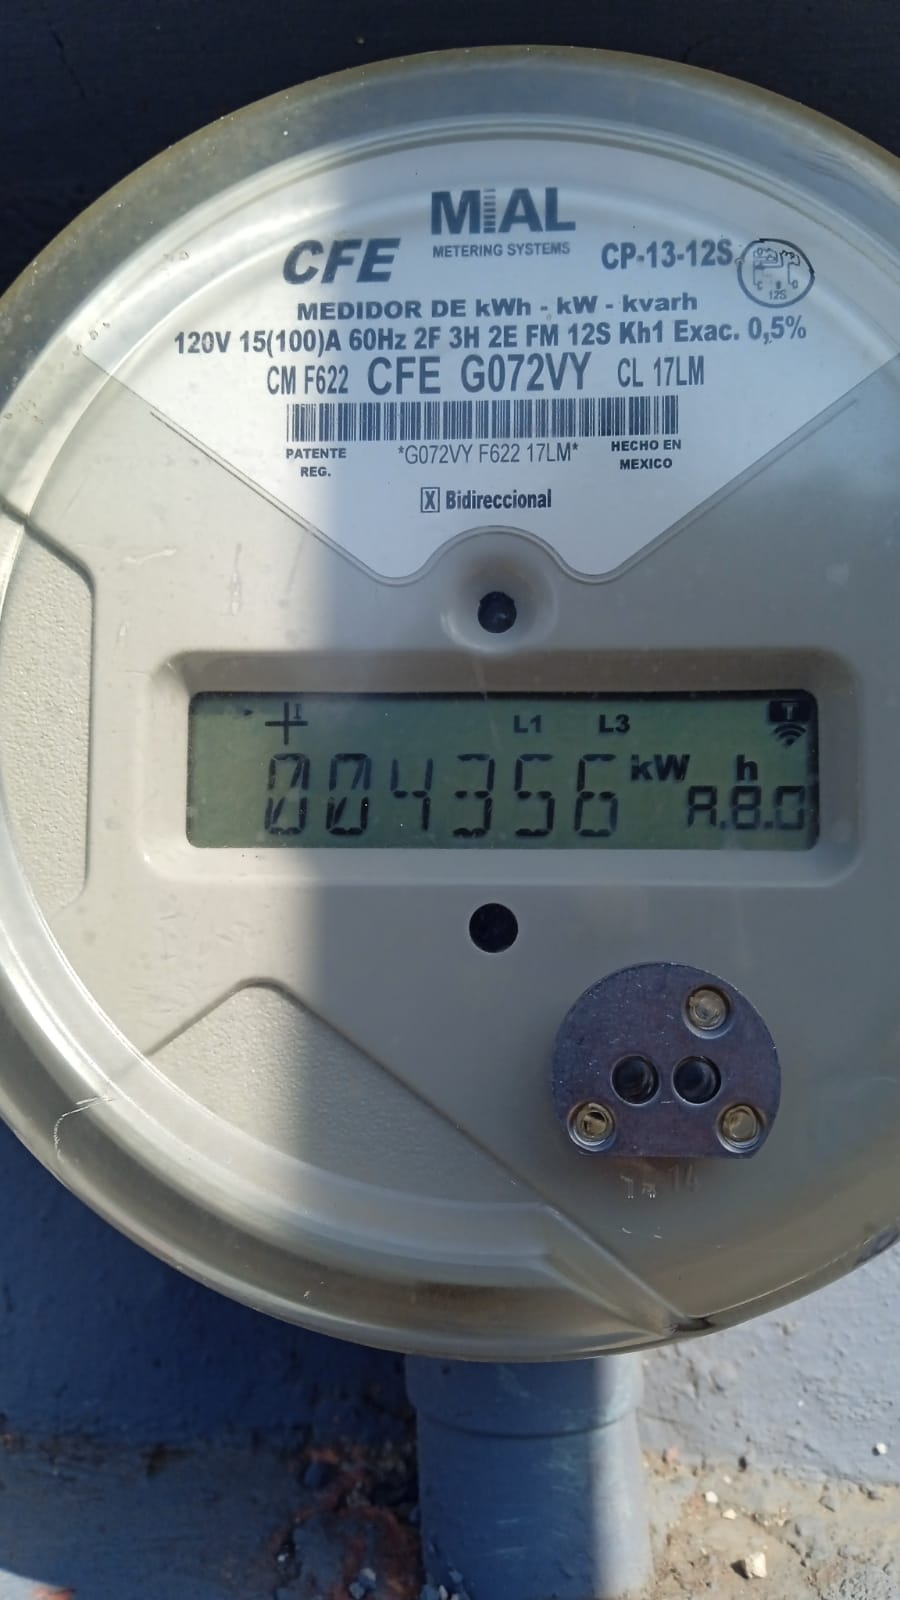 MIAL
METERING SYSTEMS
CFE
CP-13-12S
12S
MEDIDOR DE kWh - kW - kvarh
120V 15(100)A 60Hz 2F 3H 2E FM 12S Kh1 Exac. 0,5%
CM F622 CFE G072VY CL 17LM
PATENTE REG.
*G072VY F622 17LM*
HECHO EN MEXICO
X Bidireccional
L1 L3 T
004356 kW h
A.8.0
14